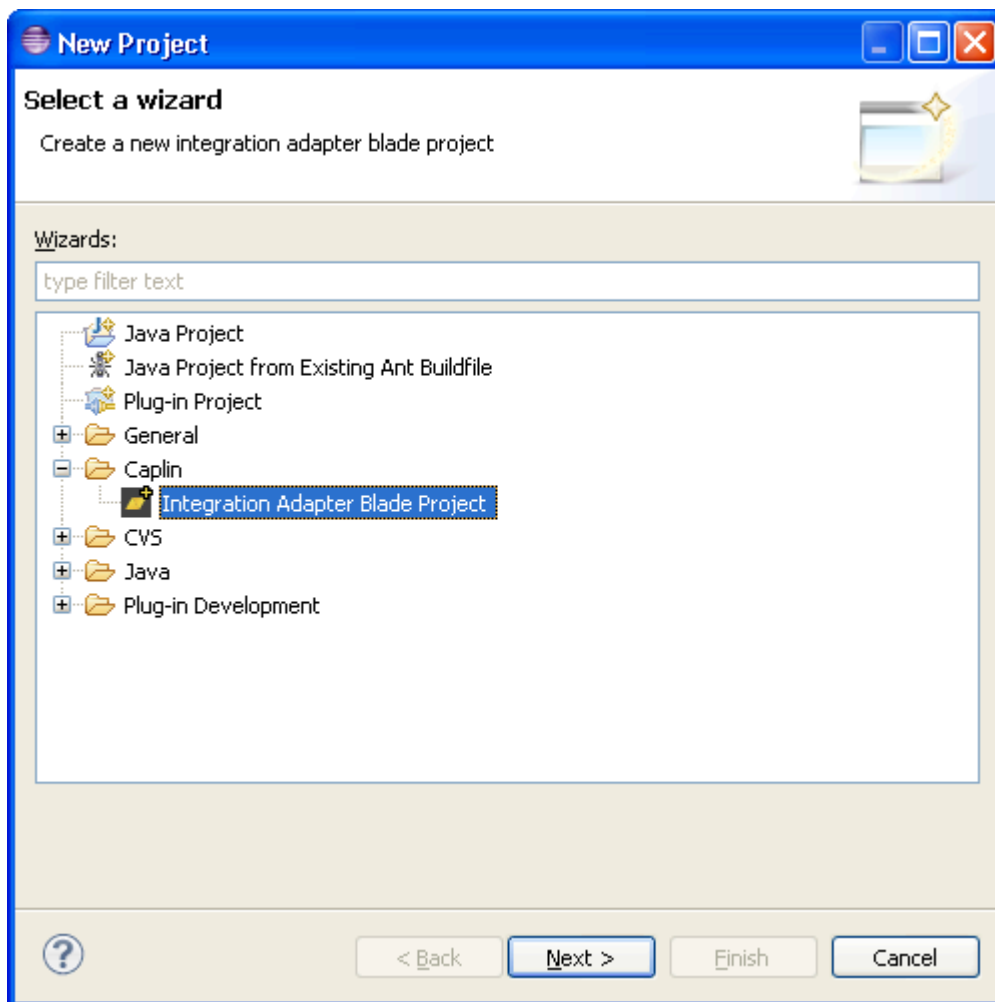 New Project
Select a wizard
Create a new integration adapter blade project
Wizards:
type filter text
Java Project
Java Project from Existing Ant Buildfile
Plug-in Project
General
Caplin
Integration Adapter Blade Project
CVS
Java
Plug-in Development
? < Back Next > Finish Cancel